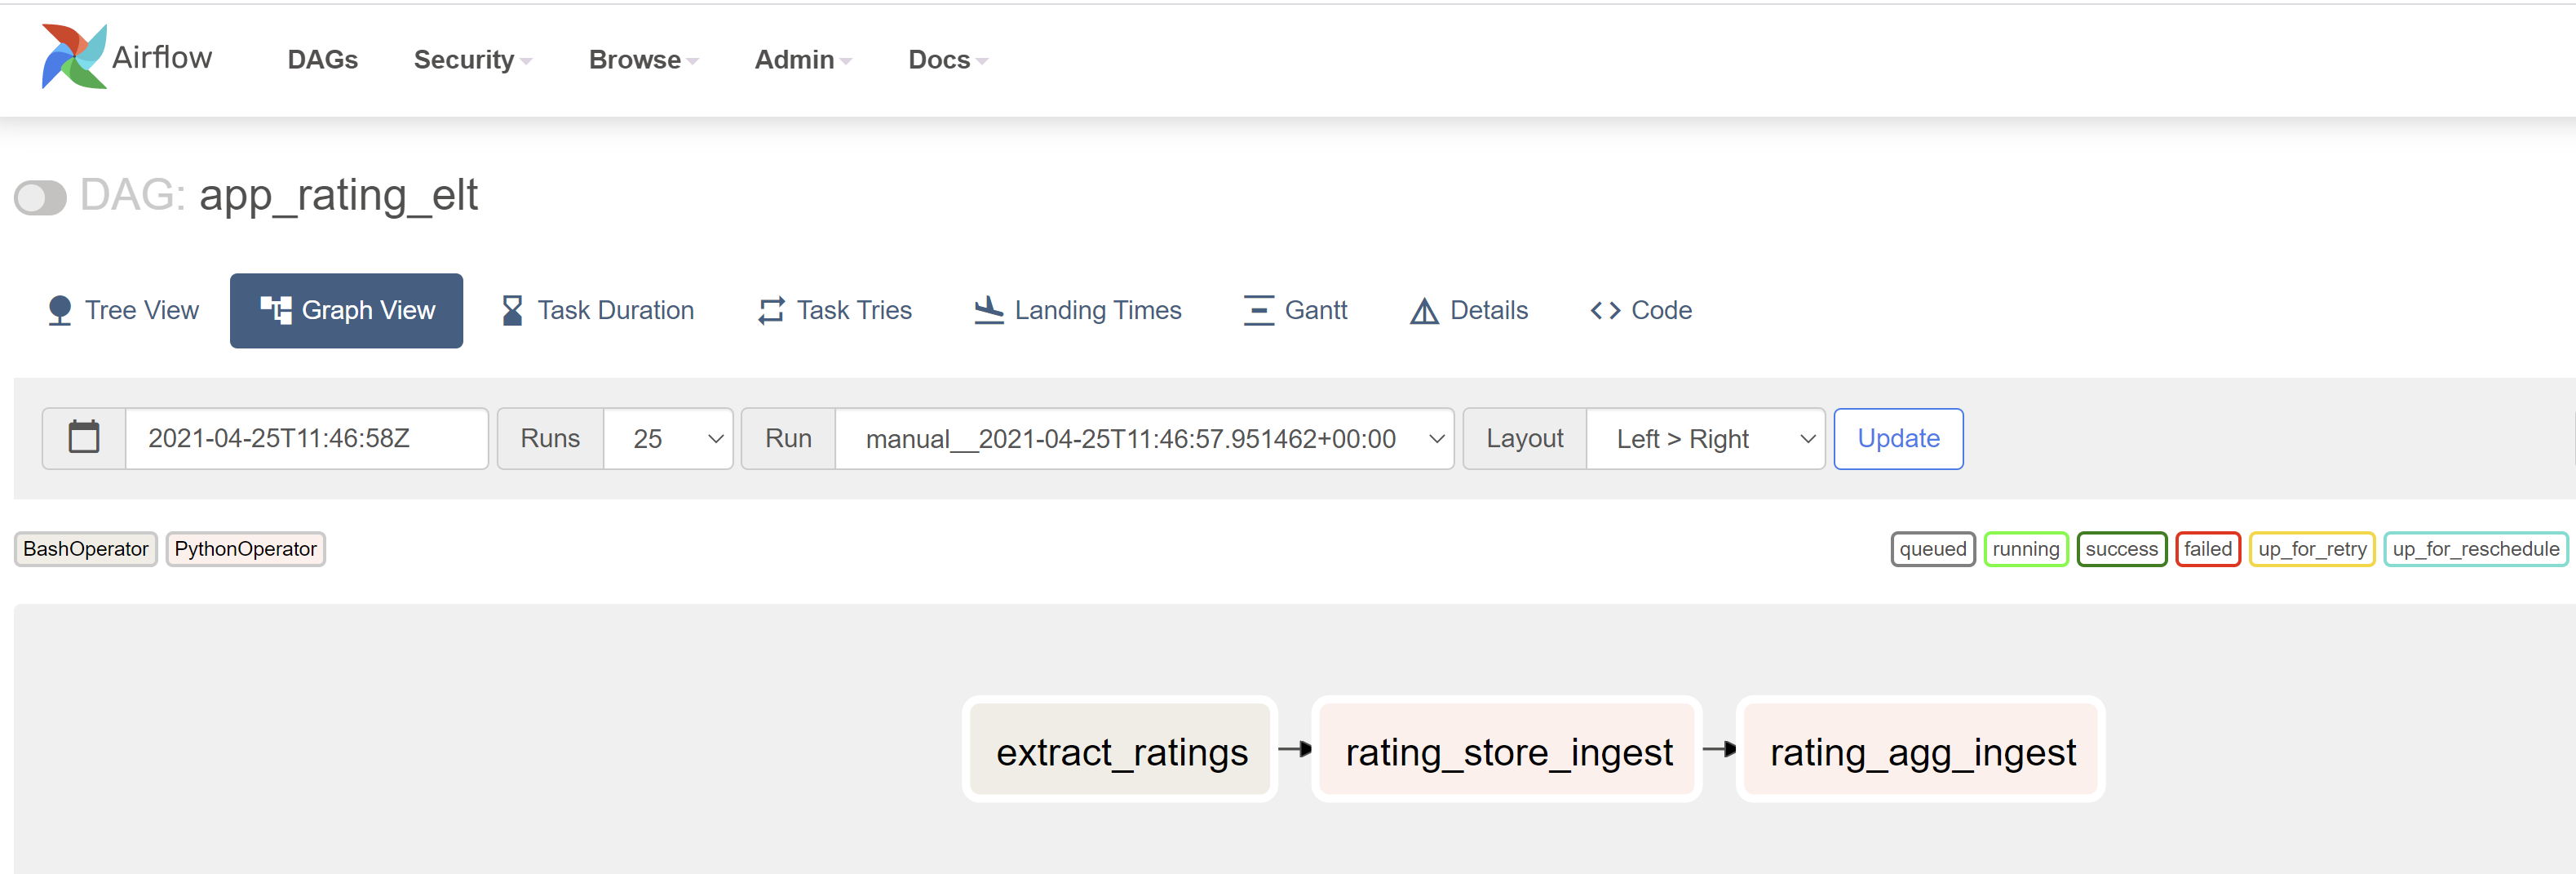 Airflow DAGs Security Browse Admin Docs
DAG: app_rating_elt
Tree View Graph View Task Duration Task Tries Landing Times Gantt Details Code
2021-04-25T11:46:58Z Runs 25 Run manual__2021-04-25T11:46:57.951462+00:00 Layout Left > Right Update
BashOperator PythonOperator queued running success failed up_for_retry up_for_reschedule
extract_ratings rating_store_ingest rating_agg_ingest